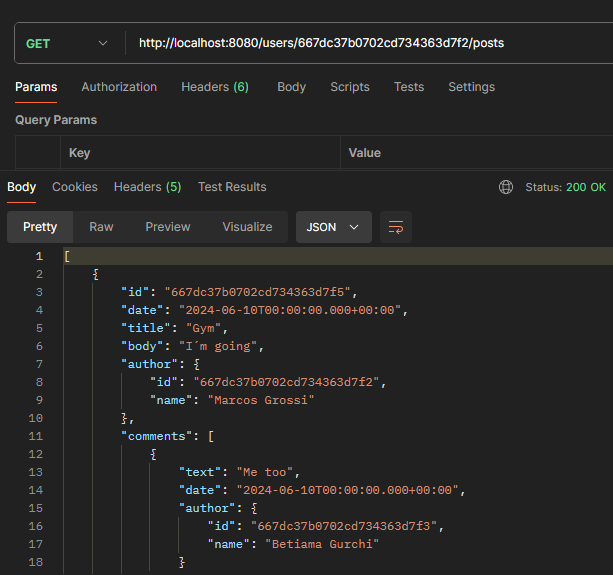 GET http://localhost:8080/users/667dc37b0702cd734363d7f2/posts
Params Authorization Headers (6) Body Scripts Tests Settings
Query Params
Key Value
Body Cookies Headers (5) Test Results Status: 200 OK
Pretty Raw Preview Visualize JSON
1 [
2 {
3 "id": "667dc37b0702cd734363d7f5",
4 "date": "2024-06-10T00:00:00.000+00:00",
5 "title": "Gym",
6 "body": "I´m going",
7 "author": {
8 "id": "667dc37b0702cd734363d7f2",
9 "name": "Marcos Grossi"
10 },
11 "comments": [
12 {
13 "text": "Me too",
14 "date": "2024-06-10T00:00:00.000+00:00",
15 "author": {
16 "id": "667dc37b0702cd734363d7f3",
17 "name": "Betiama Gurchi"
18 }